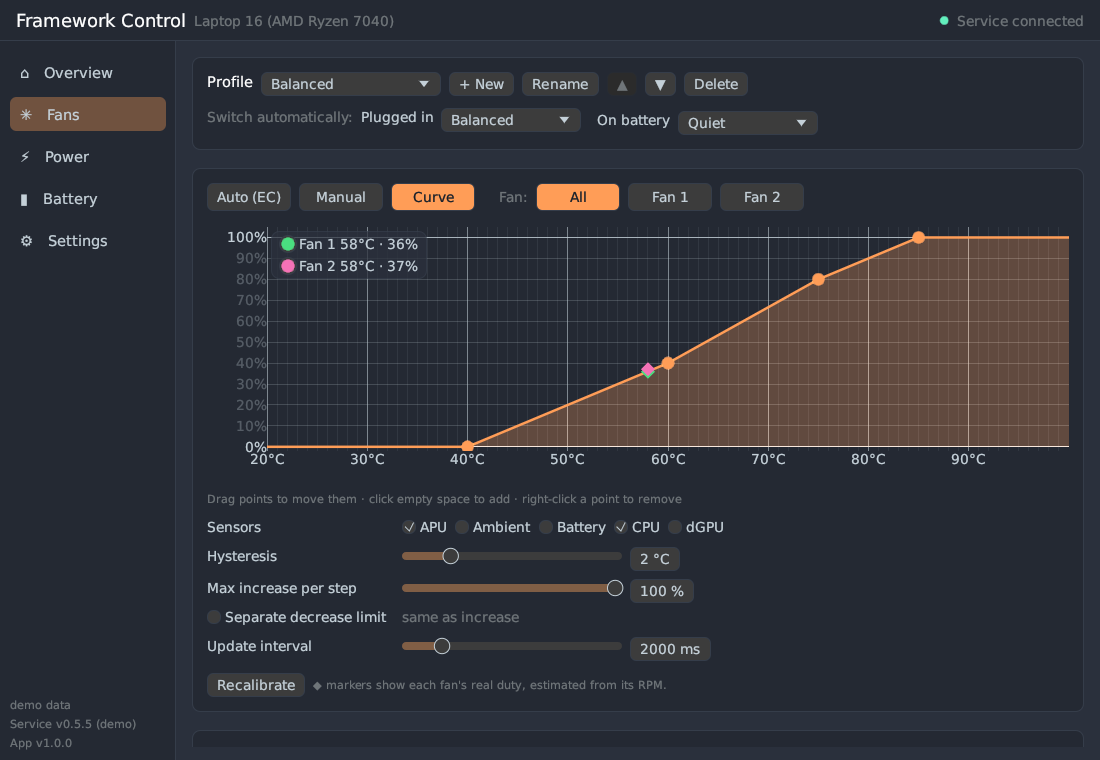 Framework Control Laptop 16 (AMD Ryzen 7040) Service connected
Overview
Fans
Power
Battery
Settings
demo data
Service v0.5.5 (demo)
App v1.0.0
Profile Balanced + New Rename ▲ ▼ Delete
Switch automatically: Plugged in Balanced On battery Quiet
Auto (EC) Manual Curve Fan: All Fan 1 Fan 2
Fan 1 58°C · 36%
Fan 2 58°C · 37%
100%
90%
80%
70%
60%
50%
40%
30%
20%
10%
0%
20°C 30°C 40°C 50°C 60°C 70°C 80°C 90°C
Drag points to move them · click empty space to add · right-click a point to remove
Sensors APU Ambient Battery CPU dGPU
Hysteresis 2 °C
Max increase per step 100 %
Separate decrease limit same as increase
Update interval 2000 ms
Recalibrate ◆ markers show each fan's real duty, estimated from its RPM.